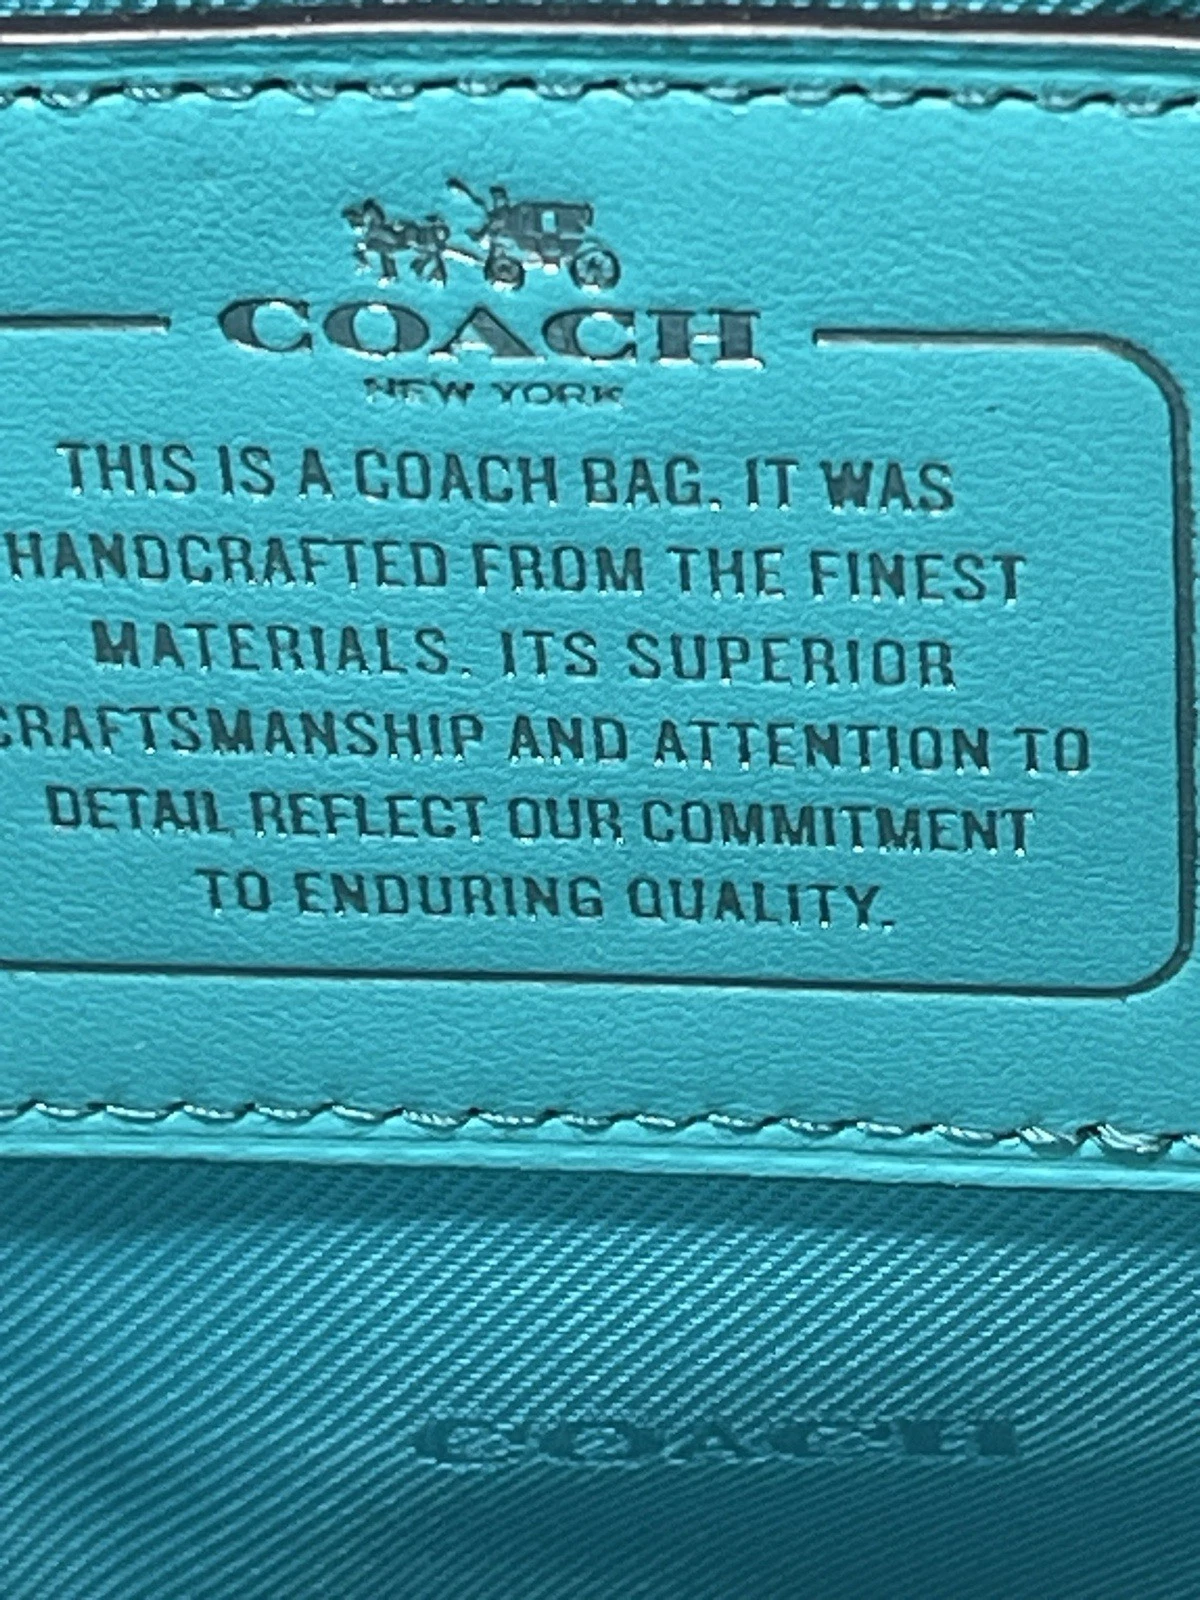 COACH
NEW YORK
THIS IS A COACH BAG. IT WAS
HANDCRAFTED FROM THE FINEST
MATERIALS. ITS SUPERIOR
CRAFTSMANSHIP AND ATTENTION TO
DETAIL REFLECT OUR COMMITMENT
TO ENDURING QUALITY.
COACH